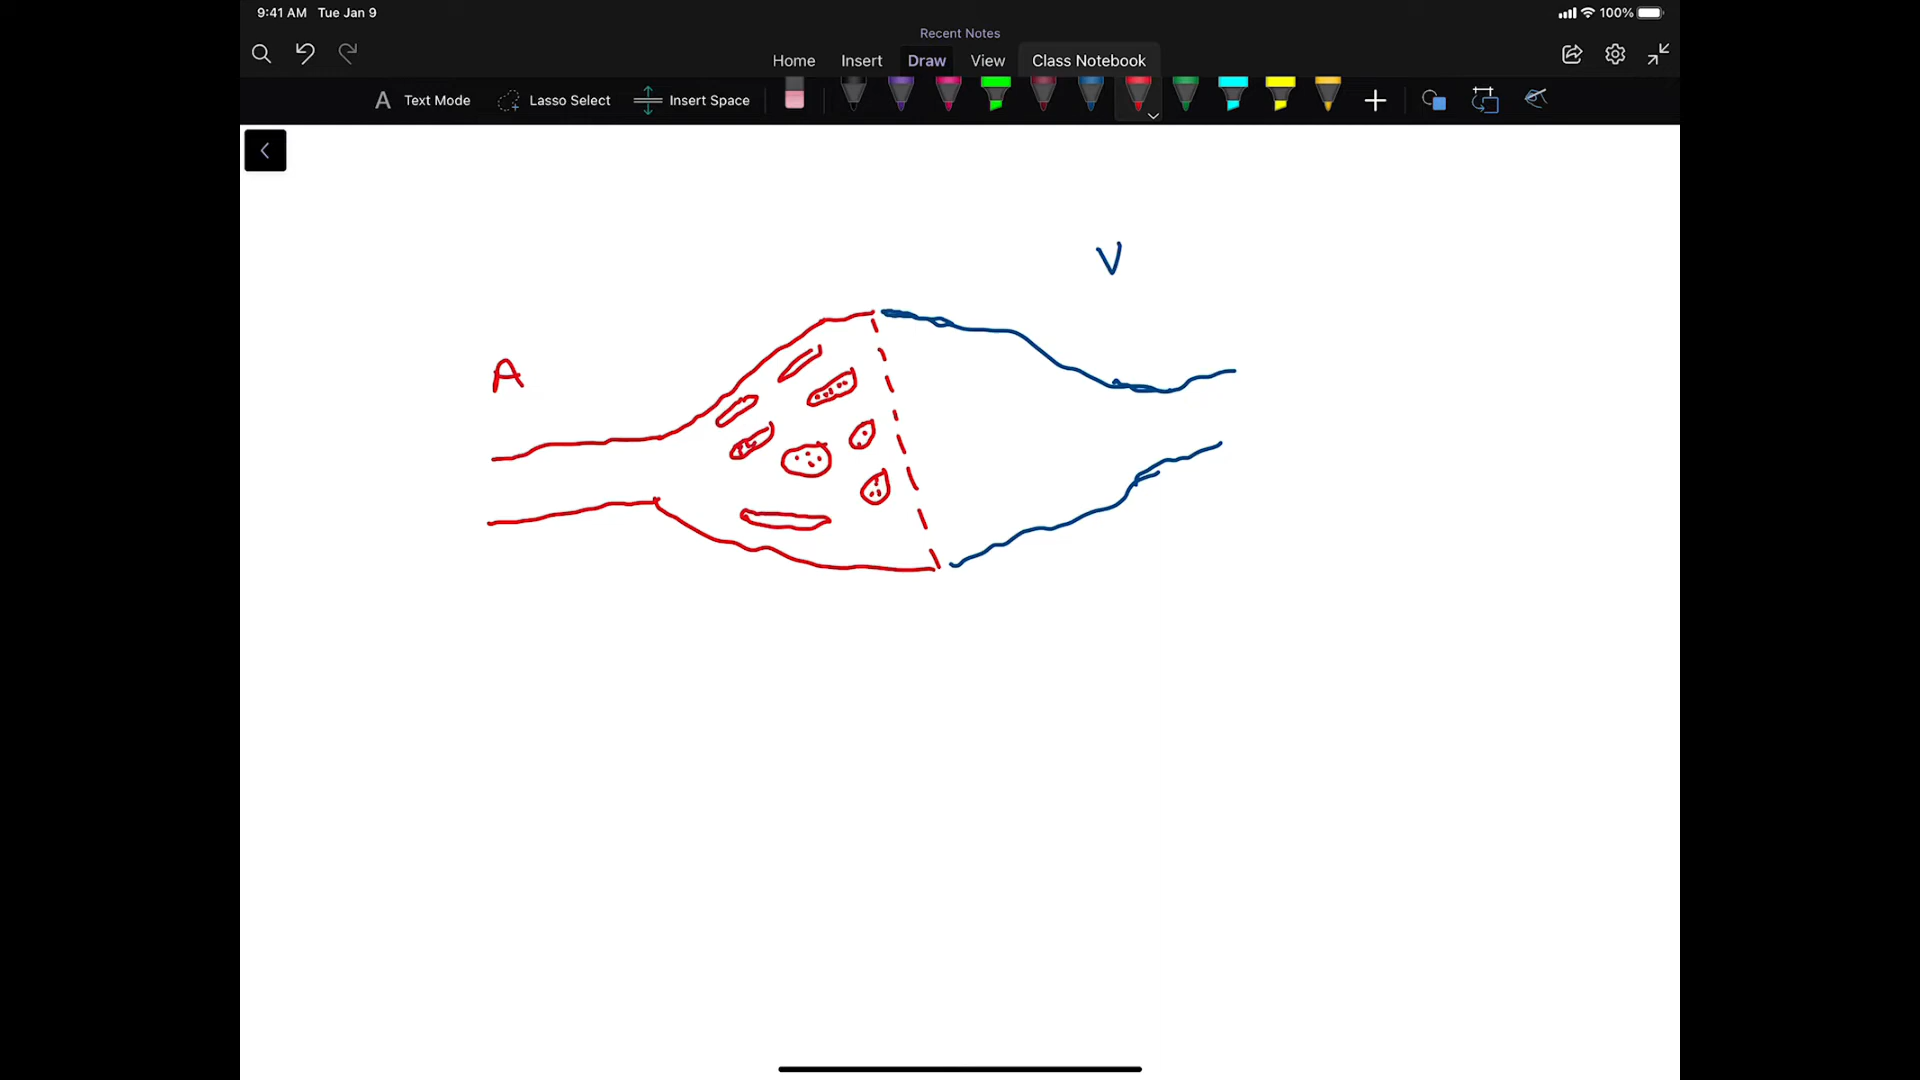 9:41 AM Tue Jan 9
100%
Recent Notes
Home Insert Draw View Class Notebook
A Text Mode Lasso Select Insert Space
V
A